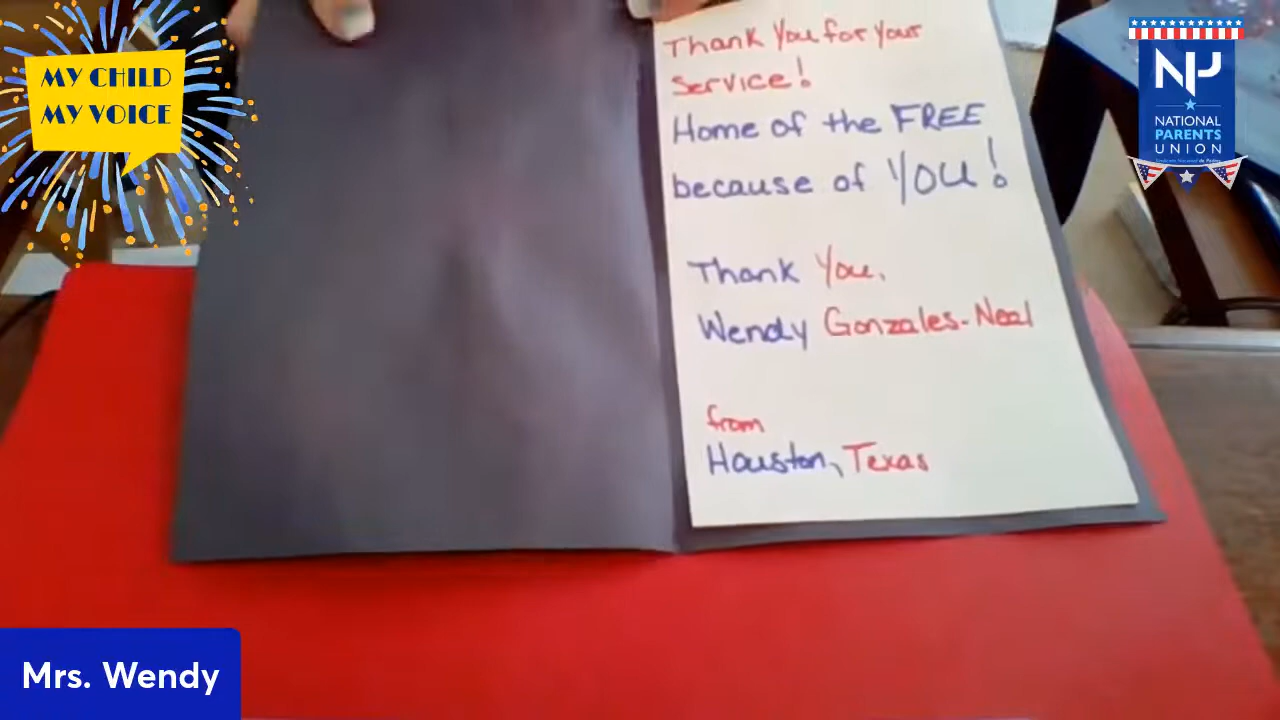 MY CHILD
MY VOICE
Thank You for your
service!
Home of the FREE
because of YOU!
Thank You,
Wendy Gonzales-Neal
from
Houston, Texas
NATIONAL
PARENTS
UNION
Mrs. Wendy